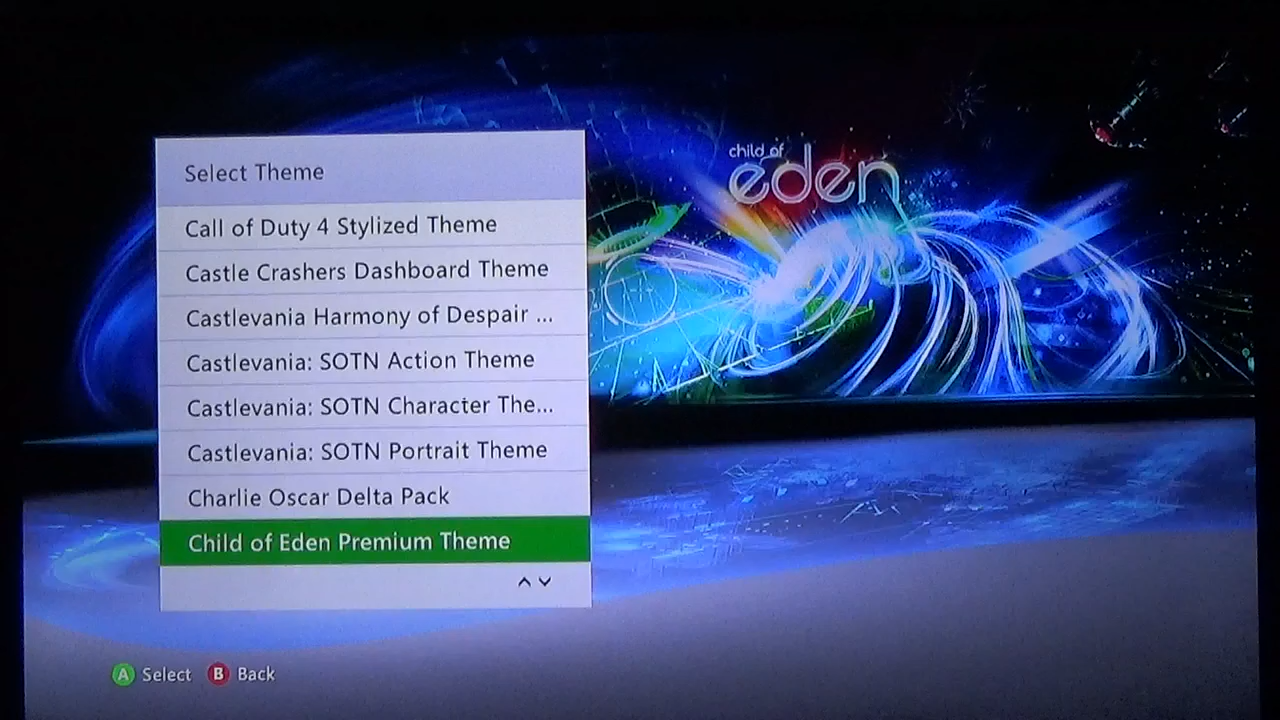 Select Theme
Call of Duty 4 Stylized Theme
Castle Crashers Dashboard Theme
Castlevania Harmony of Despair ...
Castlevania: SOTN Action Theme
Castlevania: SOTN Character The...
Castlevania: SOTN Portrait Theme
Charlie Oscar Delta Pack
Child of Eden Premium Theme
child of
eden
A Select B Back